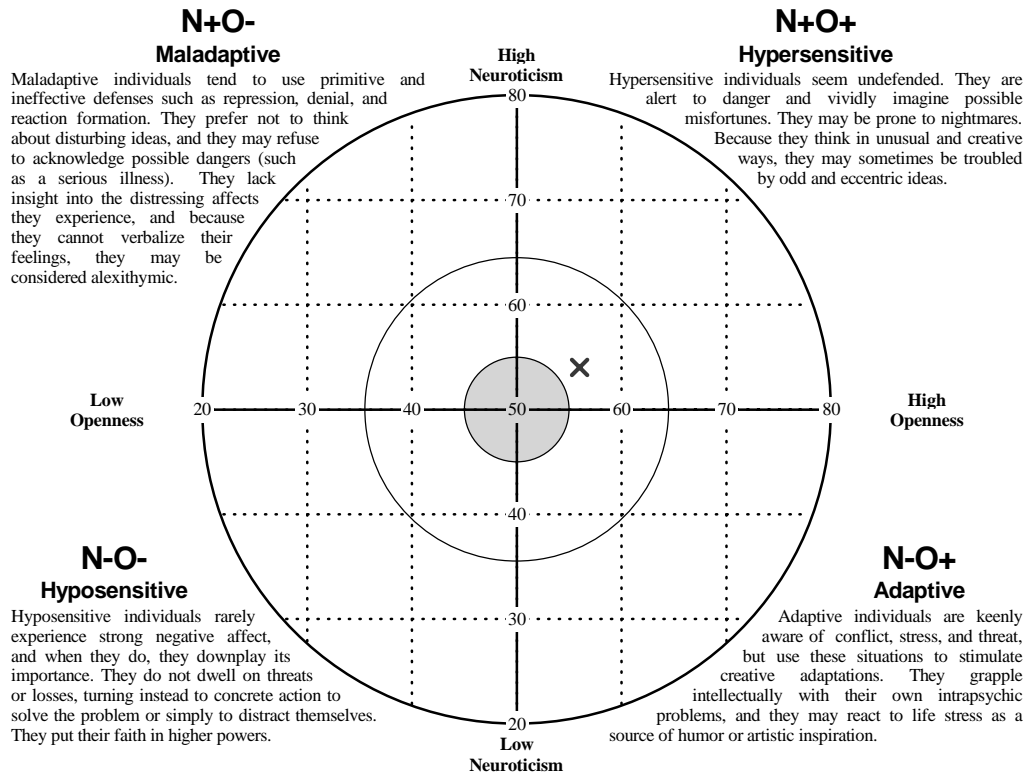 N+O-
Maladaptive
Maladaptive individuals tend to use primitive and
ineffective defenses such as repression, denial, and
reaction formation. They prefer not to think
about disturbing ideas, and they may refuse
to acknowledge possible dangers (such
as a serious illness). They lack
insight into the distressing affects
they experience, and because
they cannot verbalize their
feelings, they may be
considered alexithymic.
High
Neuroticism
N+O+
Hypersensitive
Hypersensitive individuals seem undefended. They are
alert to danger and vividly imagine possible
misfortunes. They may be prone to nightmares.
Because they think in unusual and creative
ways, they may sometimes be troubled
by odd and eccentric ideas.
80
70
60
Low
Openness
20 30 40 50 60 70 80
High
Openness
40
30
20
Low
Neuroticism
N-O-
Hyposensitive
Hyposensitive individuals rarely
experience strong negative affect,
and when they do, they downplay its
importance. They do not dwell on threats
or losses, turning instead to concrete action to
solve the problem or simply to distract themselves.
They put their faith in higher powers.
N-O+
Adaptive
Adaptive individuals are keenly
aware of conflict, stress, and threat,
but use these situations to stimulate
creative adaptations. They grapple
intellectually with their own intrapsychic
problems, and they may react to life stress as a
source of humor or artistic inspiration.